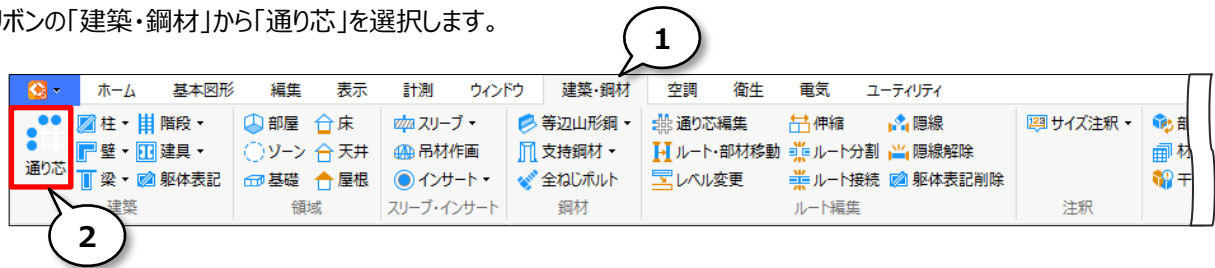 リボンの「建築・鋼材」から「通り芯」を選択します。
1
ホーム 基本図形 編集 表示 計測 ウィンドウ 建築・鋼材 空調 衛生 電気 ユーティリティ
通り芯 柱 階段 部屋 床 スリーブ 等辺山形鋼 通り芯編集 伸縮 隠線 サイズ注釈 部
壁 建具 ゾーン 天井 吊材作画 支持鋼材 ルート・部材移動 ルート分割 隠線解除 材
梁 躯体表記 基礎 屋根 インサート 全ねじボルト レベル変更 ルート接続 躯体表記削除 干
建築 領域 スリーブ・インサート 鋼材 ルート編集 注釈
2